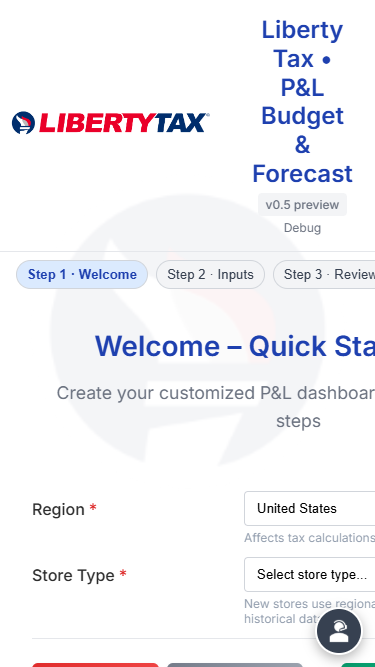 LIBERTYTAX
Liberty
Tax •
P&L
Budget
&
Forecast
v0.5 preview
Debug
Step 1 · Welcome
Step 2 · Inputs
Step 3 · Review
Welcome – Quick Sta
Create your customized P&L dashboar
steps
Region *
United States
Affects tax calculations
Store Type *
Select store type...
New stores use regiona
historical dat